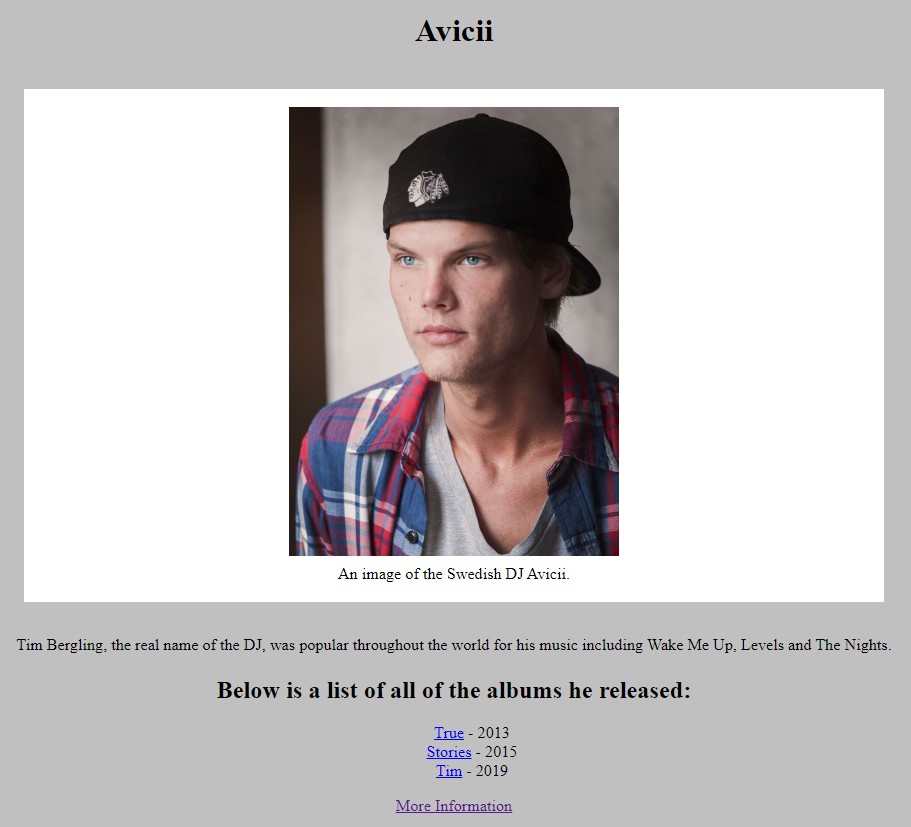 Avicii
An image of the Swedish DJ Avicii.
Tim Bergling, the real name of the DJ, was popular throughout the world for his music including Wake Me Up, Levels and The Nights.
Below is a list of all of the albums he released:
True - 2013
Stories - 2015
Tim - 2019
More Information